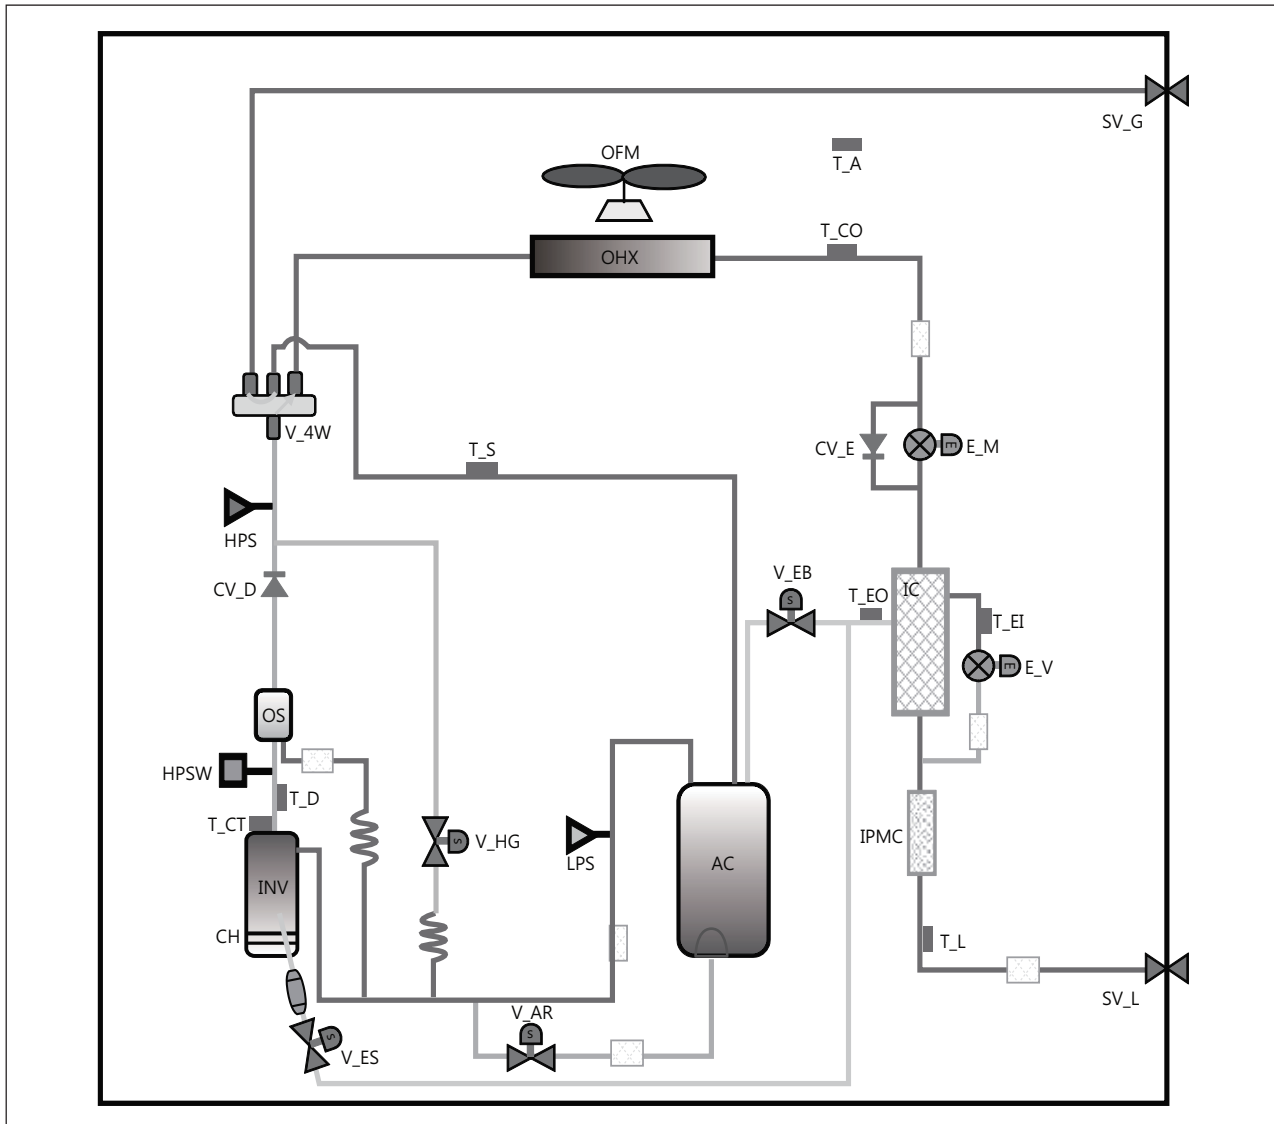 SV_G
OFM
T_A
T_CO
OHX
V_4W
T_S
CV_E
E
E_M
HPS
CV_D
V_EB
S
T_EO
IC
T_EI
E
E_V
OS
HPSW
T_D
T_CT
S
V_HG
LPS
AC
IPMC
INV
CH
T_L
SV_L
V_AR
S
S
V_ES